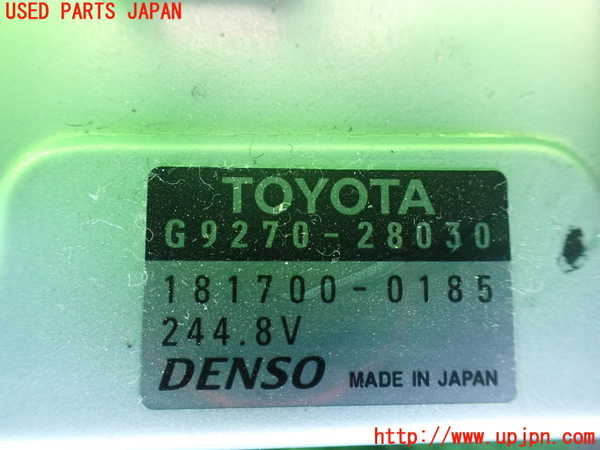 USED PARTS JAPAN
TOYOTA
G9270-28030
181700-0185
244.8V
DENSO MADE IN JAPAN
http://www.upjpn.com